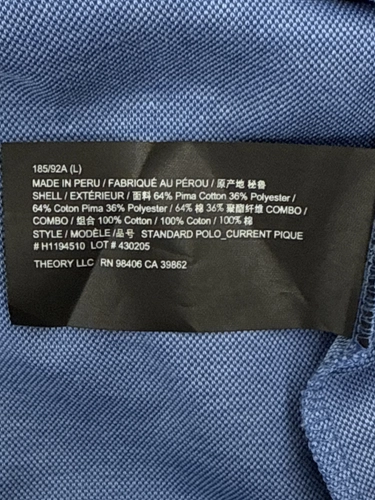 185/92A (L)
MADE IN PERU / FABRIQUÉ AU PÉROU / 原产地 秘鲁
SHELL / EXTÉRIEUR / 面料 64% Pima Cotton 36% Polyester /
64% Coton Pima 36% Polyester / 64% 棉 36% 聚酯纤维 COMBO /
COMBO / 组合 100% Cotton / 100% Coton / 100% 棉
STYLE / MODÈLE /品号 STANDARD POLO_CURRENT PIQUE
# H1194510 LOT # 430205
THEORY LLC RN 98406 CA 39862